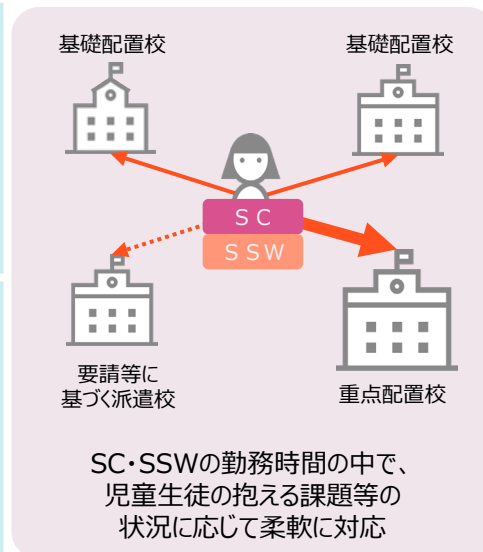 基礎配置校
基礎配置校
SC
SSW
要請等に
基づく派遣校
重点配置校
SC・SSWの勤務時間の中で、
児童生徒の抱える課題等の
状況に応じて柔軟に対応